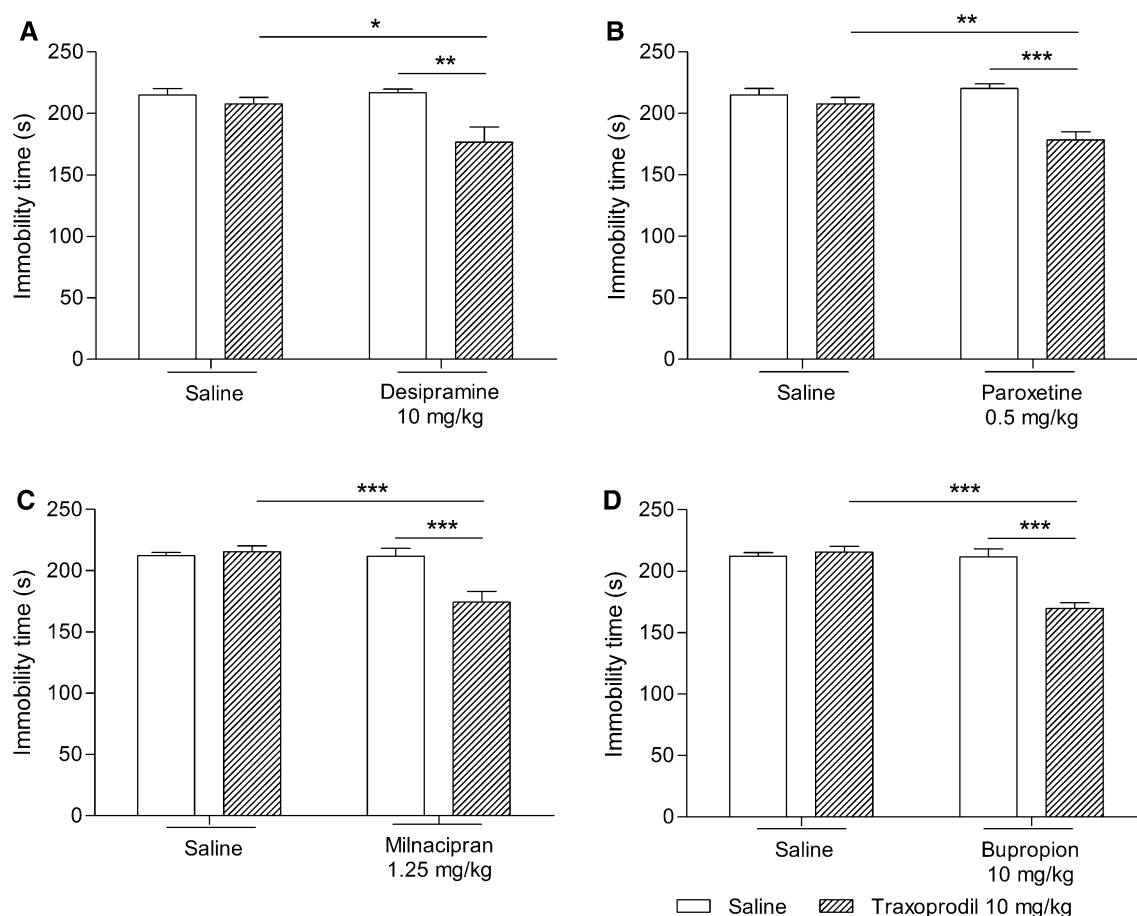 A
*
**
250
200
150
100
50
0
Immobility time (s)
Saline
Desipramine
10 mg/kg
B
**
***
250
200
150
100
50
0
Immobility time (s)
Saline
Paroxetine
0.5 mg/kg
C
***
***
250
200
150
100
50
0
Immobility time (s)
Saline
Milnacipran
1.25 mg/kg
D
***
***
250
200
150
100
50
0
Immobility time (s)
Saline
Bupropion
10 mg/kg
Saline
Traxoprodil 10 mg/kg